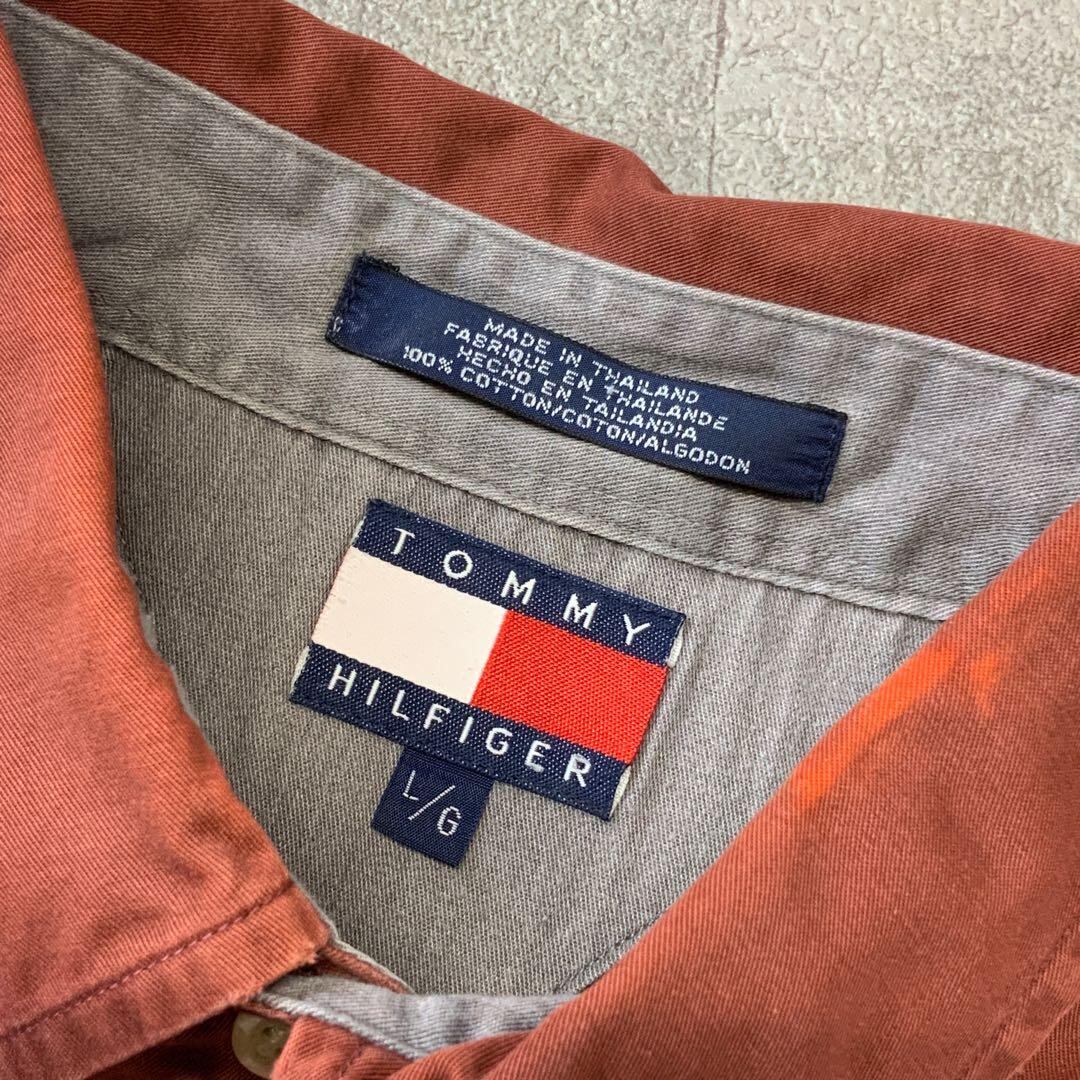 MADE IN THAILAND
FABRIQUE EN THAILANDE
HECHO EN TAILANDIA
100% COTTON/COTON/ALGODON
TOMMY
HILFIGER
L/G